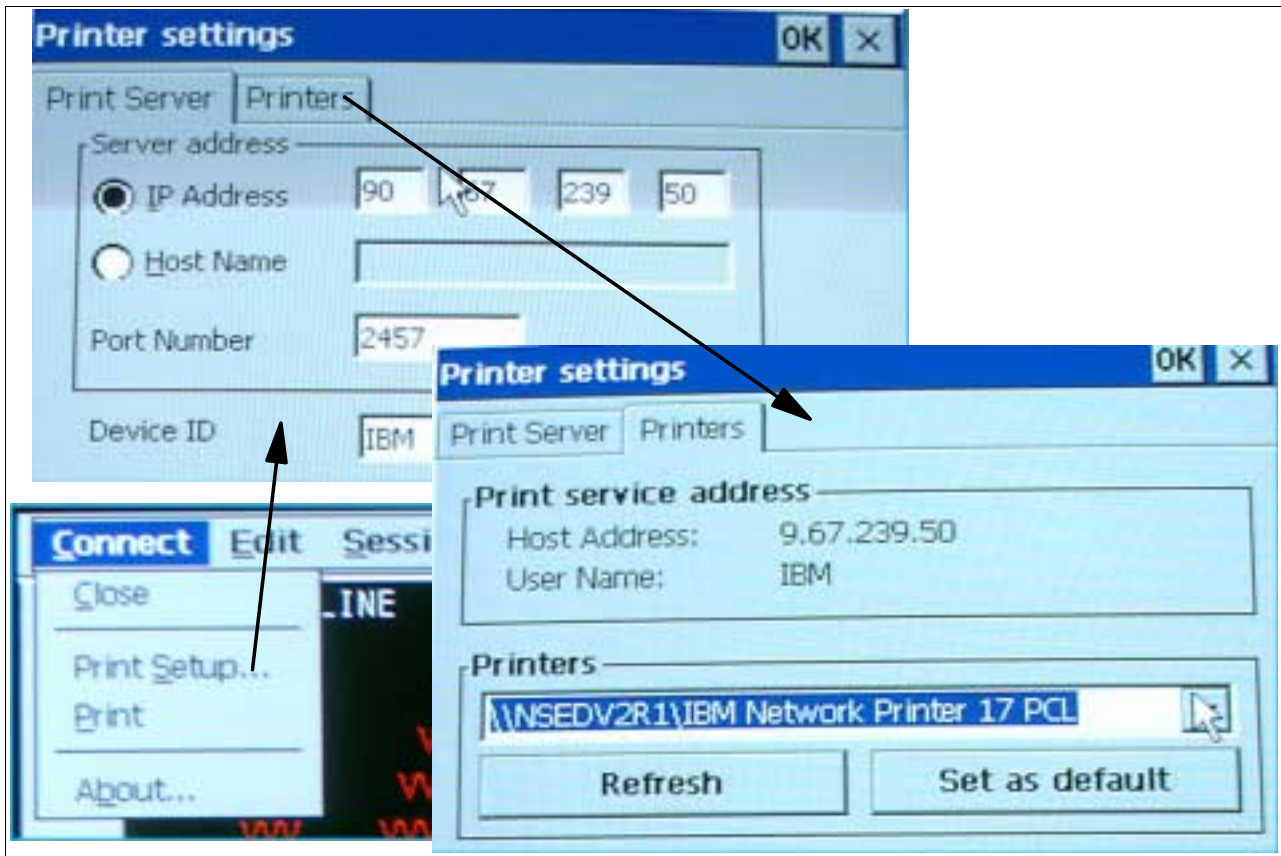 Printer settings OK ×
Print Server Printers
Server address
IP Address 90 67 239 50
Host Name
Port Number 2457
Device ID IBM
Connect Edit Sessi
Close
Print Setup...
Print
About...
LINE
Printer settings OK ×
Print Server Printers
Print service address
Host Address: 9.67.239.50
User Name: IBM
Printers
\\NSEDV2R1\IBM Network Printer 17 PCL
Refresh Set as default